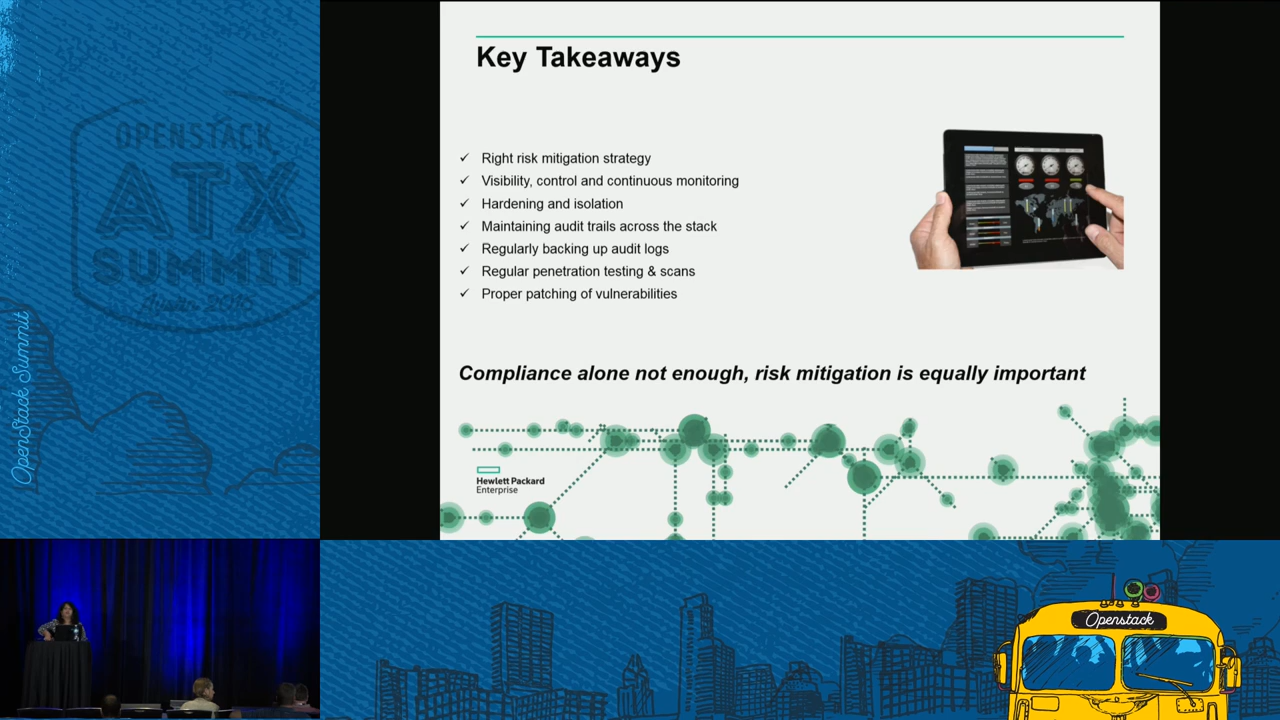 Key Takeaways
✓ Right risk mitigation strategy
✓ Visibility, control and continuous monitoring
✓ Hardening and isolation
✓ Maintaining audit trails across the stack
✓ Regularly backing up audit logs
✓ Regular penetration testing & scans
✓ Proper patching of vulnerabilities
Compliance alone not enough, risk mitigation is equally important
Hewlett Packard
Enterprise
OPENSTACK
ATX
SUMMIT
Austin 2016
OpenStack Summit
Openstack